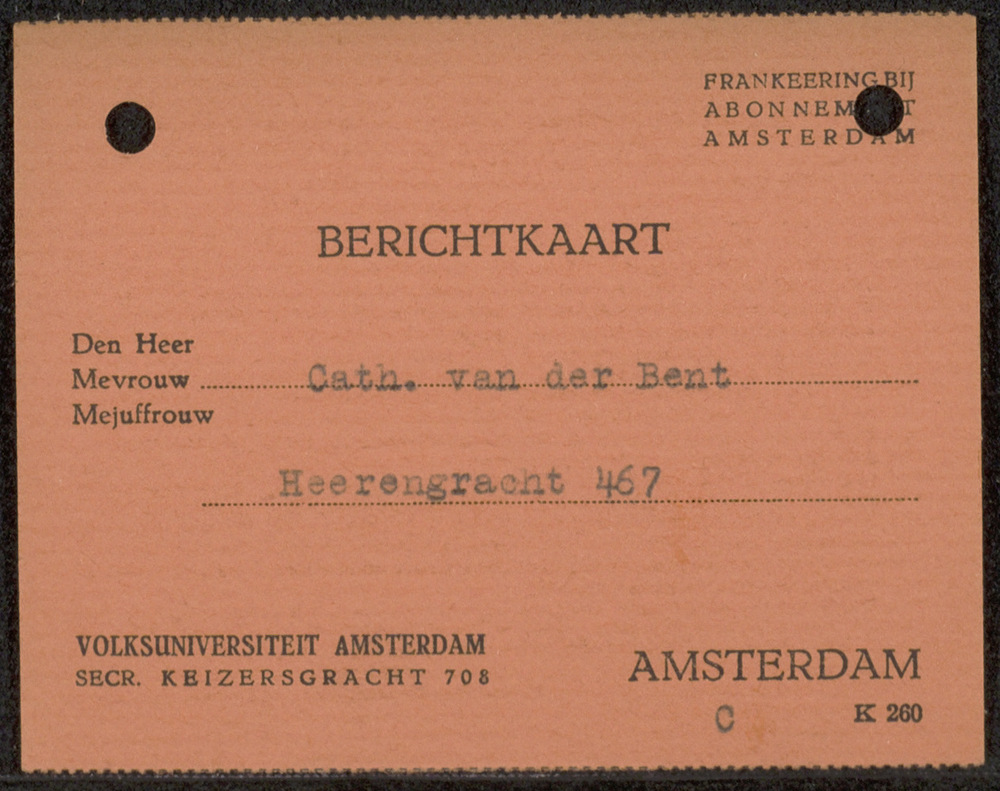 FRANKEERING BIJ
AMSTERDAM
BERICHTKAART
Den Heer
Mevrouw Cath. van der Bent
Mejuffrouw
Heerengracht 467
VOLKSUNIVERSITEIT AMSTERDAM
SECR. KEIZERSGRACHT 708
AMSTERDAM
C K 260